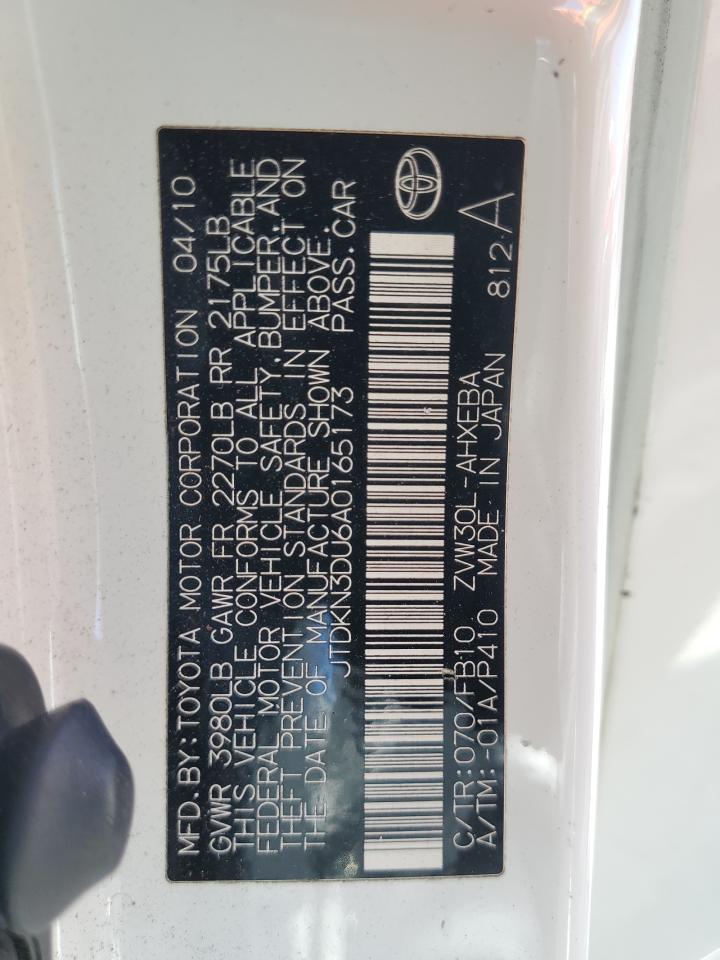 MFD. BY: TOYOTA MOTOR CORPORATION 04/10
GVWR 3980LB GAWR FR 2270LB RR 2175LB
THIS VEHICLE CONFORMS TO ALL APPLICABLE
FEDERAL MOTOR VEHICLE SAFETY, BUMPER, AND
THEFT PREVENTION STANDARDS IN EFFECT ON
THE DATE OF MANUFACTURE SHOWN ABOVE.
JTDKN3DU6A0165173 PASS. CAR
C/TR: 070/FB10 ZVW30L-AHXEBA
A/TM: -01A/P410 MADE IN JAPAN 812 A